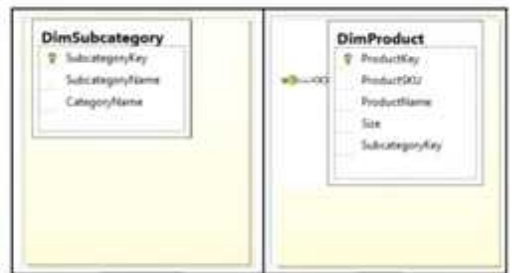 DimSubcategory
SubcategoryKey
SubcategoryName
CategoryName
DimProduct
ProductKey
ProductSKU
ProductName
Size
SubcategoryKey